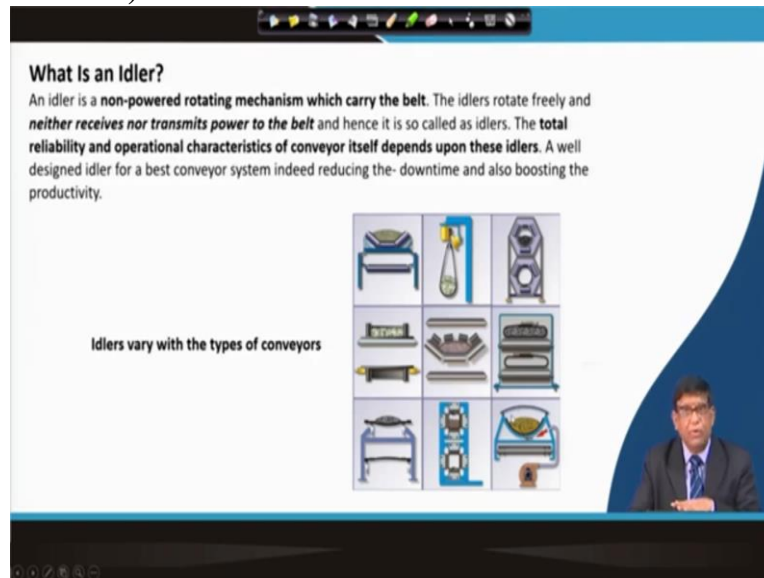 What Is an Idler?
An idler is a non-powered rotating mechanism which carry the belt. The idlers rotate freely and
neither receives nor transmits power to the belt and hence it is so called as idlers. The total
reliability and operational characteristics of conveyor itself depends upon these idlers. A well
designed idler for a best conveyor system indeed reducing the- downtime and also boosting the
productivity.
Idlers vary with the types of conveyors